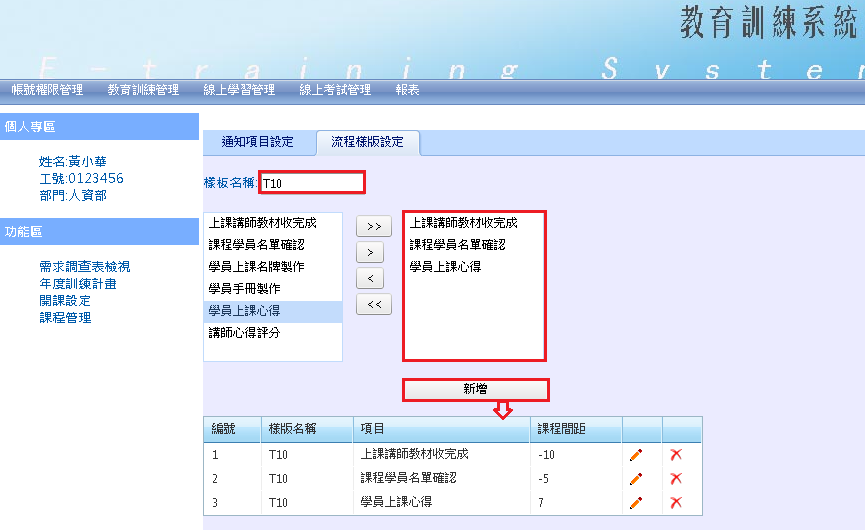 教育訓練系統
E-training System
帳號權限管理 教育訓練管理 線上學習管理 線上考試管理 報表
個人專區
姓名:黃小華
工號:0123456
部門:人資部
功能區
需求調查表檢視
年度訓練計畫
開課設定
課程管理
通知項目設定 流程樣版設定
樣板名稱: T10
上課講師教材收完成
課程學員名單確認
學員上課名牌製作
學員手冊製作
學員上課心得
講師心得評分
>>
>
<
<<
上課講師教材收完成
課程學員名單確認
學員上課心得
新增
編號 樣版名稱 項目 課程間距
1 T10 上課講師教材收完成 -10
2 T10 課程學員名單確認 -5
3 T10 學員上課心得 7